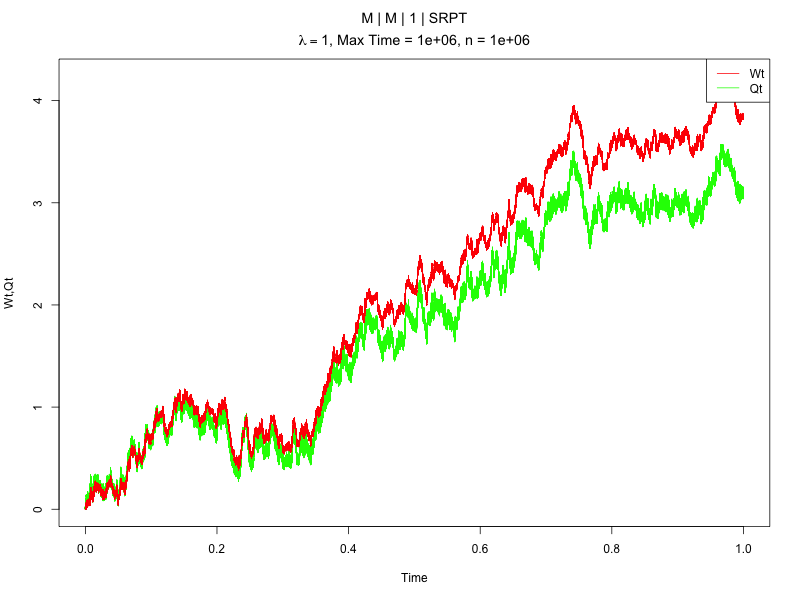 M | M | 1 | SRPT
λ = 1, Max Time = 1e+06, n = 1e+06
Wt
Qt
4
3
2
1
0
Wt,Qt
0.0 0.2 0.4 0.6 0.8 1.0
Time